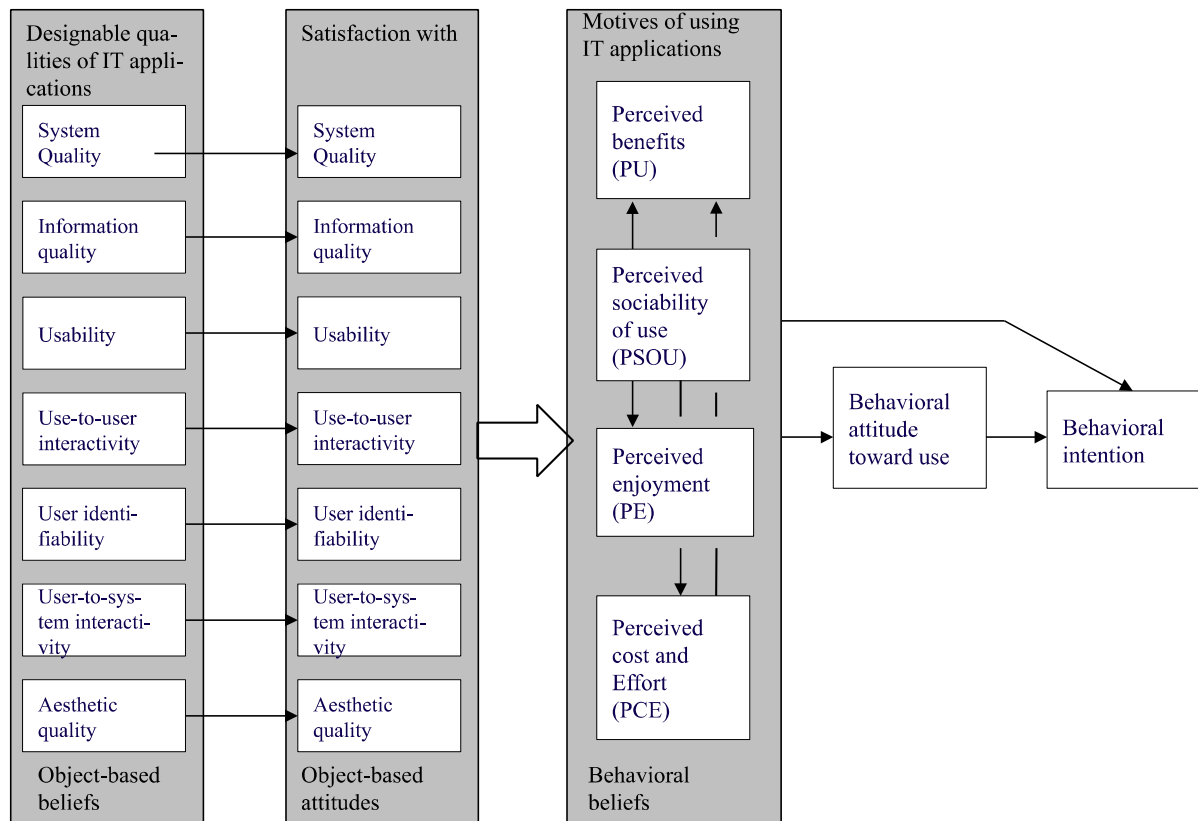 Designable qua-
lities of IT appli-
cations
System
Quality
Information
quality
Usability
Use-to-user
interactivity
User identi-
fiability
User-to-sys-
tem interacti-
vity
Aesthetic
quality
Object-based
beliefs
Satisfaction with
System
Quality
Information
quality
Usability
Use-to-user
interactivity
User identi-
fiability
User-to-sys-
tem interacti-
vity
Aesthetic
quality
Object-based
attitudes
Motives of using
IT applications
Perceived
benefits
(PU)
Perceived
sociability
of use
(PSOU)
Perceived
enjoyment
(PE)
Perceived
cost and
Effort
(PCE)
Behavioral
beliefs
Behavioral
attitude
toward use
Behavioral
intention